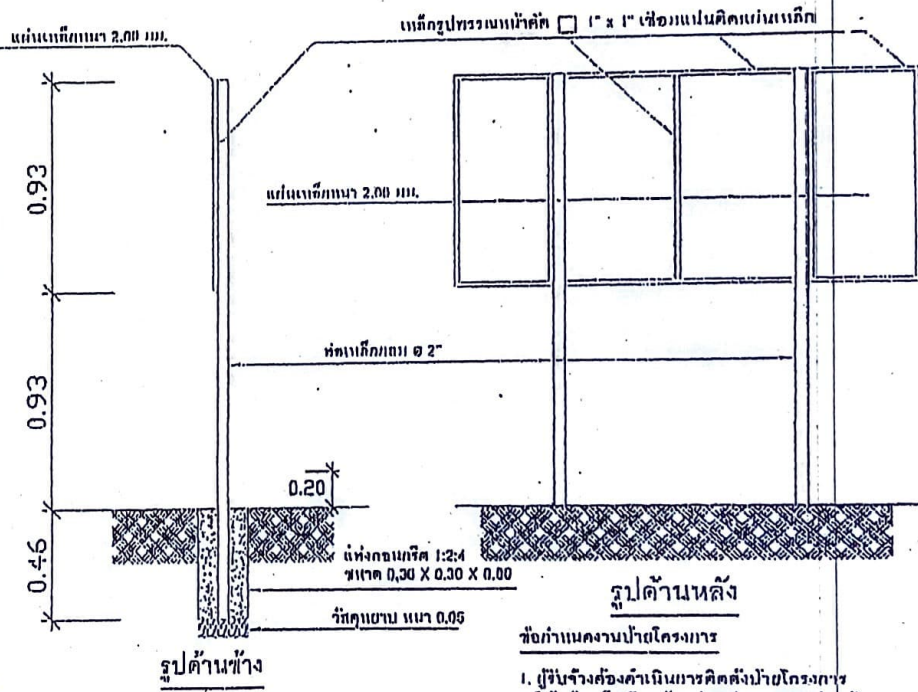 แผ่นเหล็กหนา 2.00 มม.
เหล็กรูปพรรณหน้าตัด 1" x 1" เชื่อมแน่นติดแผ่นเหล็ก
0.93
แผ่นเหล็กหนา 2.00 มม.
0.93
ท่อเหล็กกลม Ø 2"
0.20
0.46
แท่งคอนกรีต 1:2:4
ขนาด 0.30 X 0.30 X
วัสดุหยาบ หนา 0.05
รูปด้านข้าง
รูปด้านหลัง
ข้อกำหนดงานป้ายโครงการ
1. ผู้รับจ้างต้องดำเนินการติดตั้งป้ายโครงการ